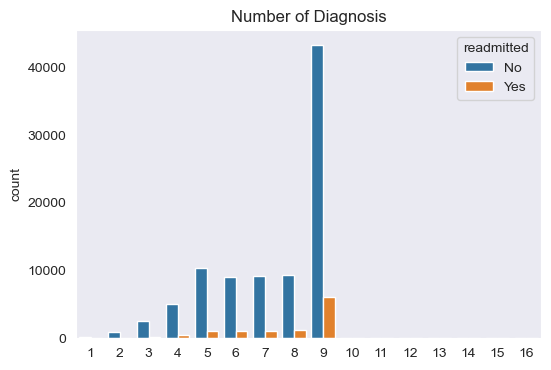 Number of Diagnosis
readmitted
No
Yes
count
40000
30000
20000
10000
0
1 2 3 4 5 6 7 8 9 10 11 12 13 14 15 16